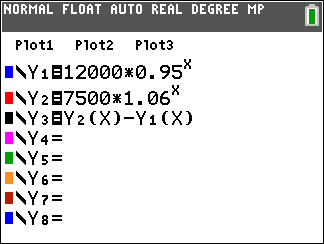 NORMAL FLOAT AUTO REAL DEGREE MP
Plot1 Plot2 Plot3
\Y₁=12000*0.95^X
\Y₂=7500*1.06^X
\Y₃=Y₂(X)-Y₁(X)
\Y₄=
\Y₅=
\Y₆=
\Y₇=
\Y₈=